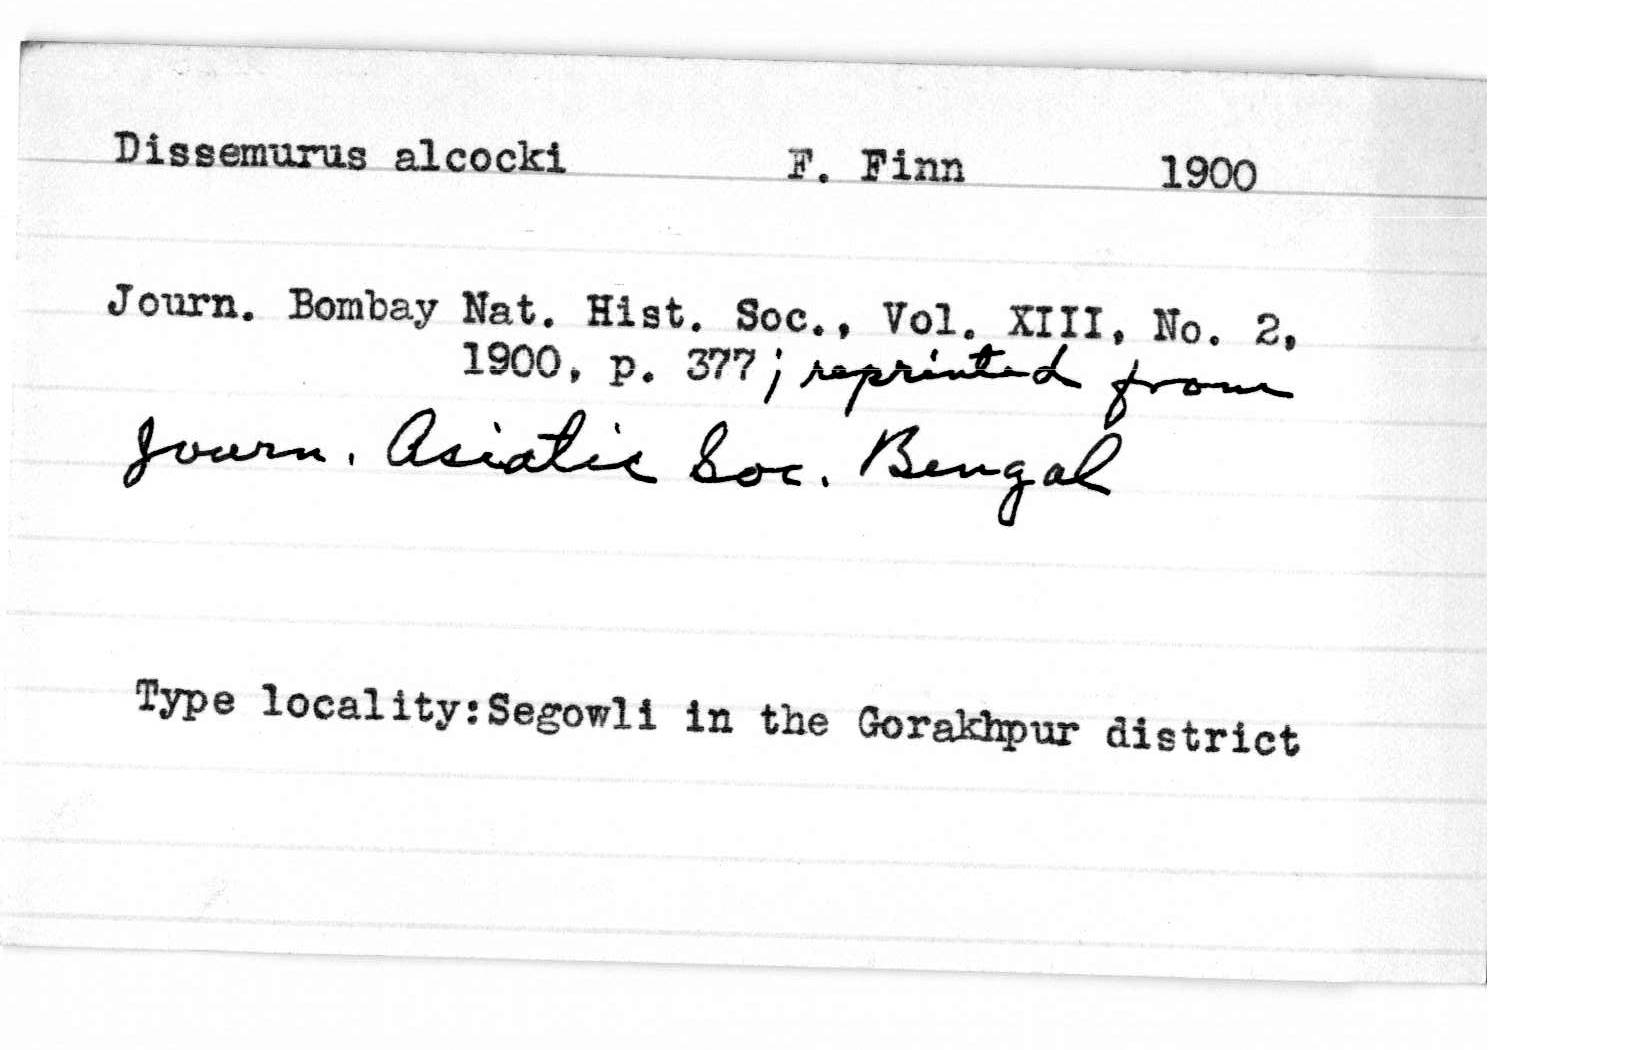 Dissemurus alcocki F. Finn 1900
Journ. Bombay Nat. Hist. Soc., Vol. XIII, No. 2,
1900, p. 377; reprinted from
Journ. Asiatic Soc. Bengal
Type locality:Segowli in the Gorakhpur district